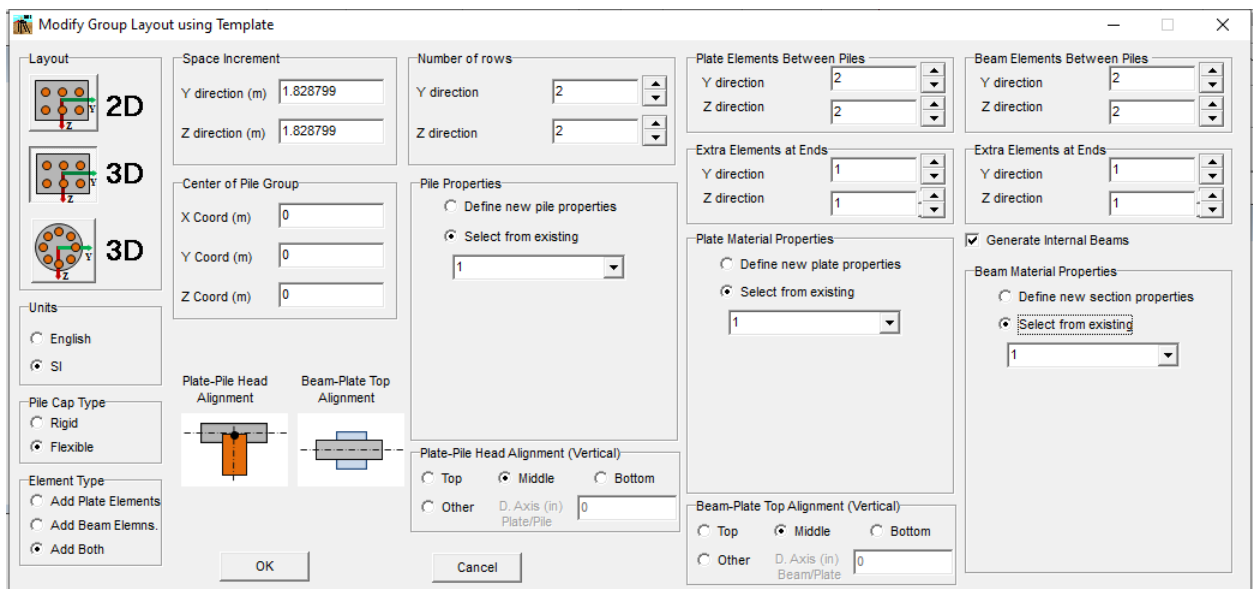 Modify Group Layout using Template
Layout
2D
Y
Z
3D
Y
Z
3D
Y
Z
Units
English
SI
Pile Cap Type
Rigid
Flexible
Element Type
Add Plate Elements
Add Beam Elemns.
Add Both
Space Increment
Y direction (m) 1.828799
Z direction (m) 1.828799
Center of Pile Group
X Coord (m) 0
Y Coord (m) 0
Z Coord (m) 0
Plate-Pile Head
Alignment
Beam-Plate Top
Alignment
OK
Number of rows
Y direction 2
Z direction 2
Pile Properties
Define new pile properties
Select from existing
1
Plate-Pile Head Alignment (Vertical)
Top Middle Bottom
Other D. Axis (in) 0
Plate/Pile
Cancel
Plate Elements Between Piles
Y direction 2
Z direction 2
Extra Elements at Ends
Y direction 1
Z direction 1
Plate Material Properties
Define new plate properties
Select from existing
1
Beam-Plate Top Alignment (Vertical)
Top Middle Bottom
Other D. Axis (in) 0
Beam/Plate
Beam Elements Between Piles
Y direction 2
Z direction 2
Extra Elements at Ends
Y direction 1
Z direction 1
Generate Internal Beams
Beam Material Properties
Define new section properties
Select from existing
1